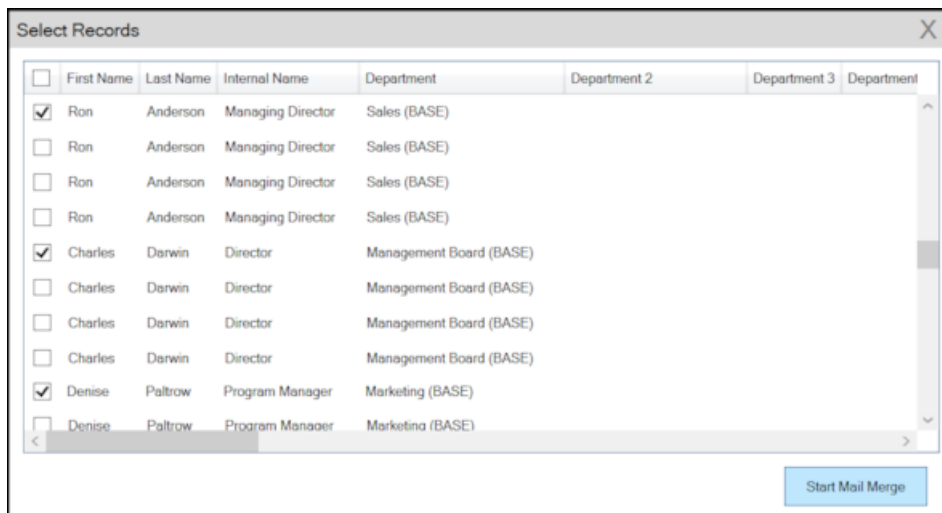 Select Records X
First Name Last Name Internal Name Department Department 2 Department 3 Department
Ron Anderson Managing Director Sales (BASE)
Ron Anderson Managing Director Sales (BASE)
Ron Anderson Managing Director Sales (BASE)
Ron Anderson Managing Director Sales (BASE)
Charles Darwin Director Management Board (BASE)
Charles Darwin Director Management Board (BASE)
Charles Darwin Director Management Board (BASE)
Charles Darwin Director Management Board (BASE)
Denise Paltrow Program Manager Marketing (BASE)
Denise Paltrow Program Manager Marketing (BASE)
Start Mail Merge